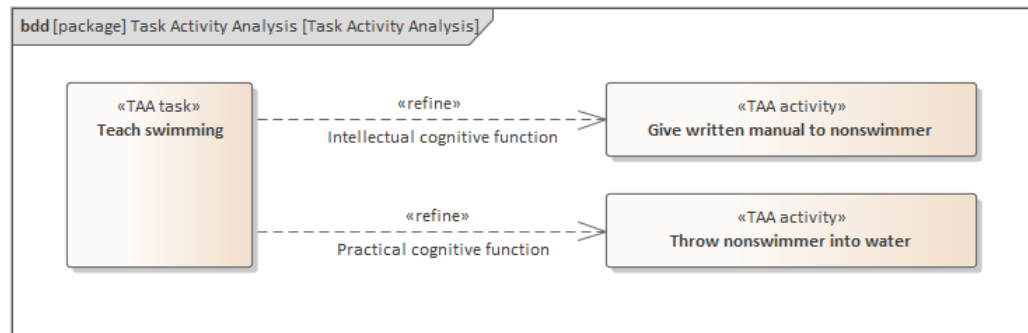 bdd [package] Task Activity Analysis [Task Activity Analysis]
«TAA task»
Teach swimming
«refine»
Intellectual cognitive function
«TAA activity»
Give written manual to nonswimmer
«refine»
Practical cognitive function
«TAA activity»
Throw nonswimmer into water